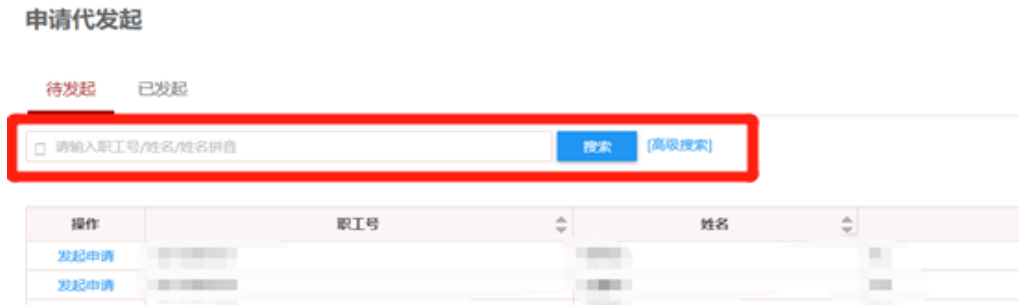 申请代发起
待发起 已发起
请输入职工号/姓名/姓名拼音 搜索 [高级搜索]
操作 职工号 姓名
发起申请
发起申请